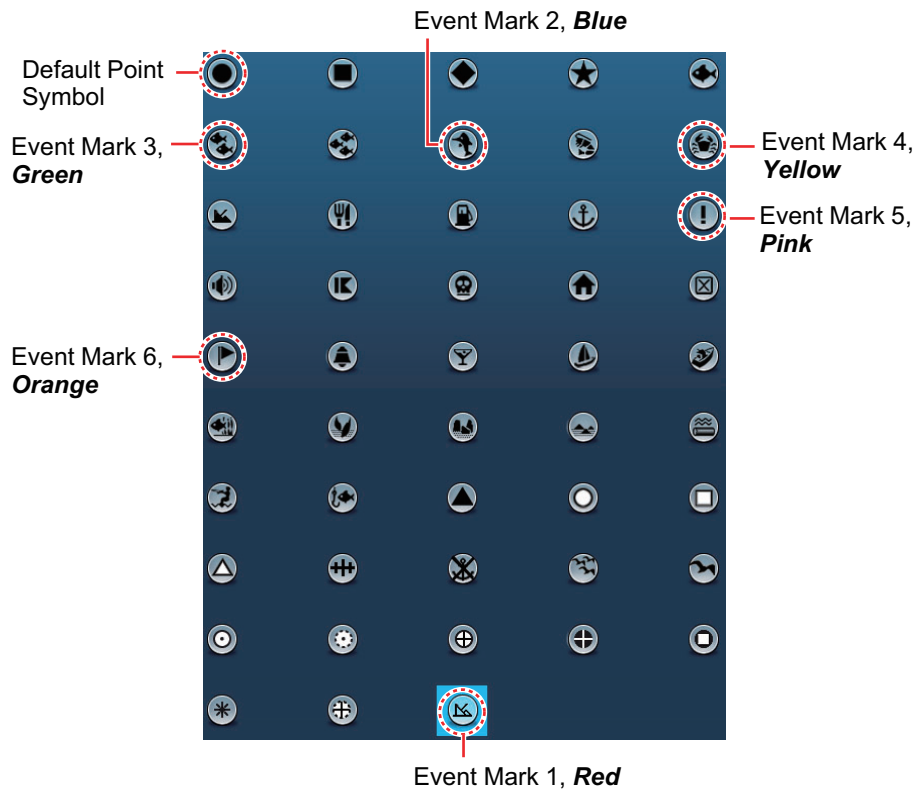 Event Mark 2, Blue
Default Point
Symbol
Event Mark 3,
Green
Event Mark 4,
Yellow
Event Mark 5,
Pink
Event Mark 6,
Orange
Event Mark 1, Red